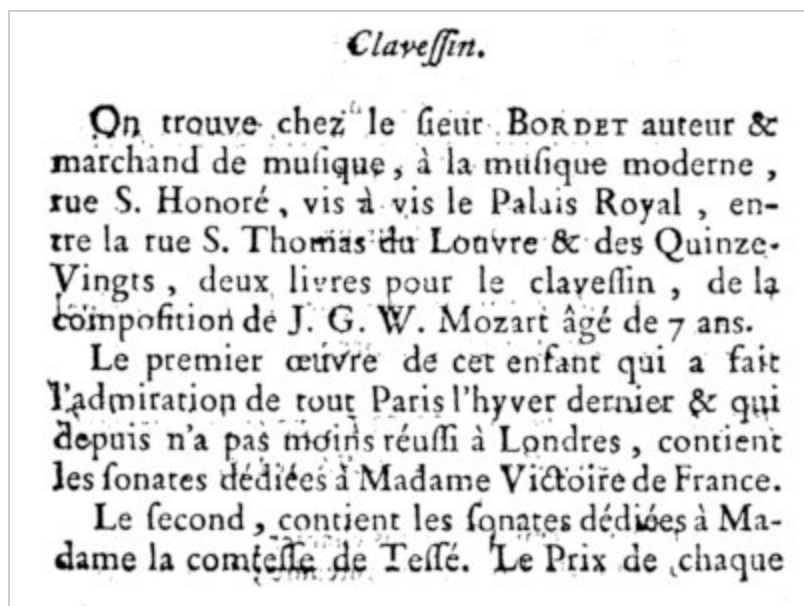 Claveſſin.
On trouve chez le ſieur BORDET auteur &
marchand de muſique, à la muſique moderne,
rue S. Honoré, vis à vis le Palais Royal, en-
tre la rue S. Thomas du Louvre & des Quinze-
Vingts, deux livres pour le claveſſin, de la
compoſition de J. G. W. Mozart âgé de 7 ans.
Le premier œuvre de cet enfant qui a fait
l'admiration de tout Paris l'hyver dernier & qui
depuis n'a pas moins réuſſi à Londres, contient
les ſonates dédiées à Madame Victoire de France.
Le ſecond, contient les ſonates dédiées à Ma-
dame la comteſſe de Teſſé. Le Prix de chaque